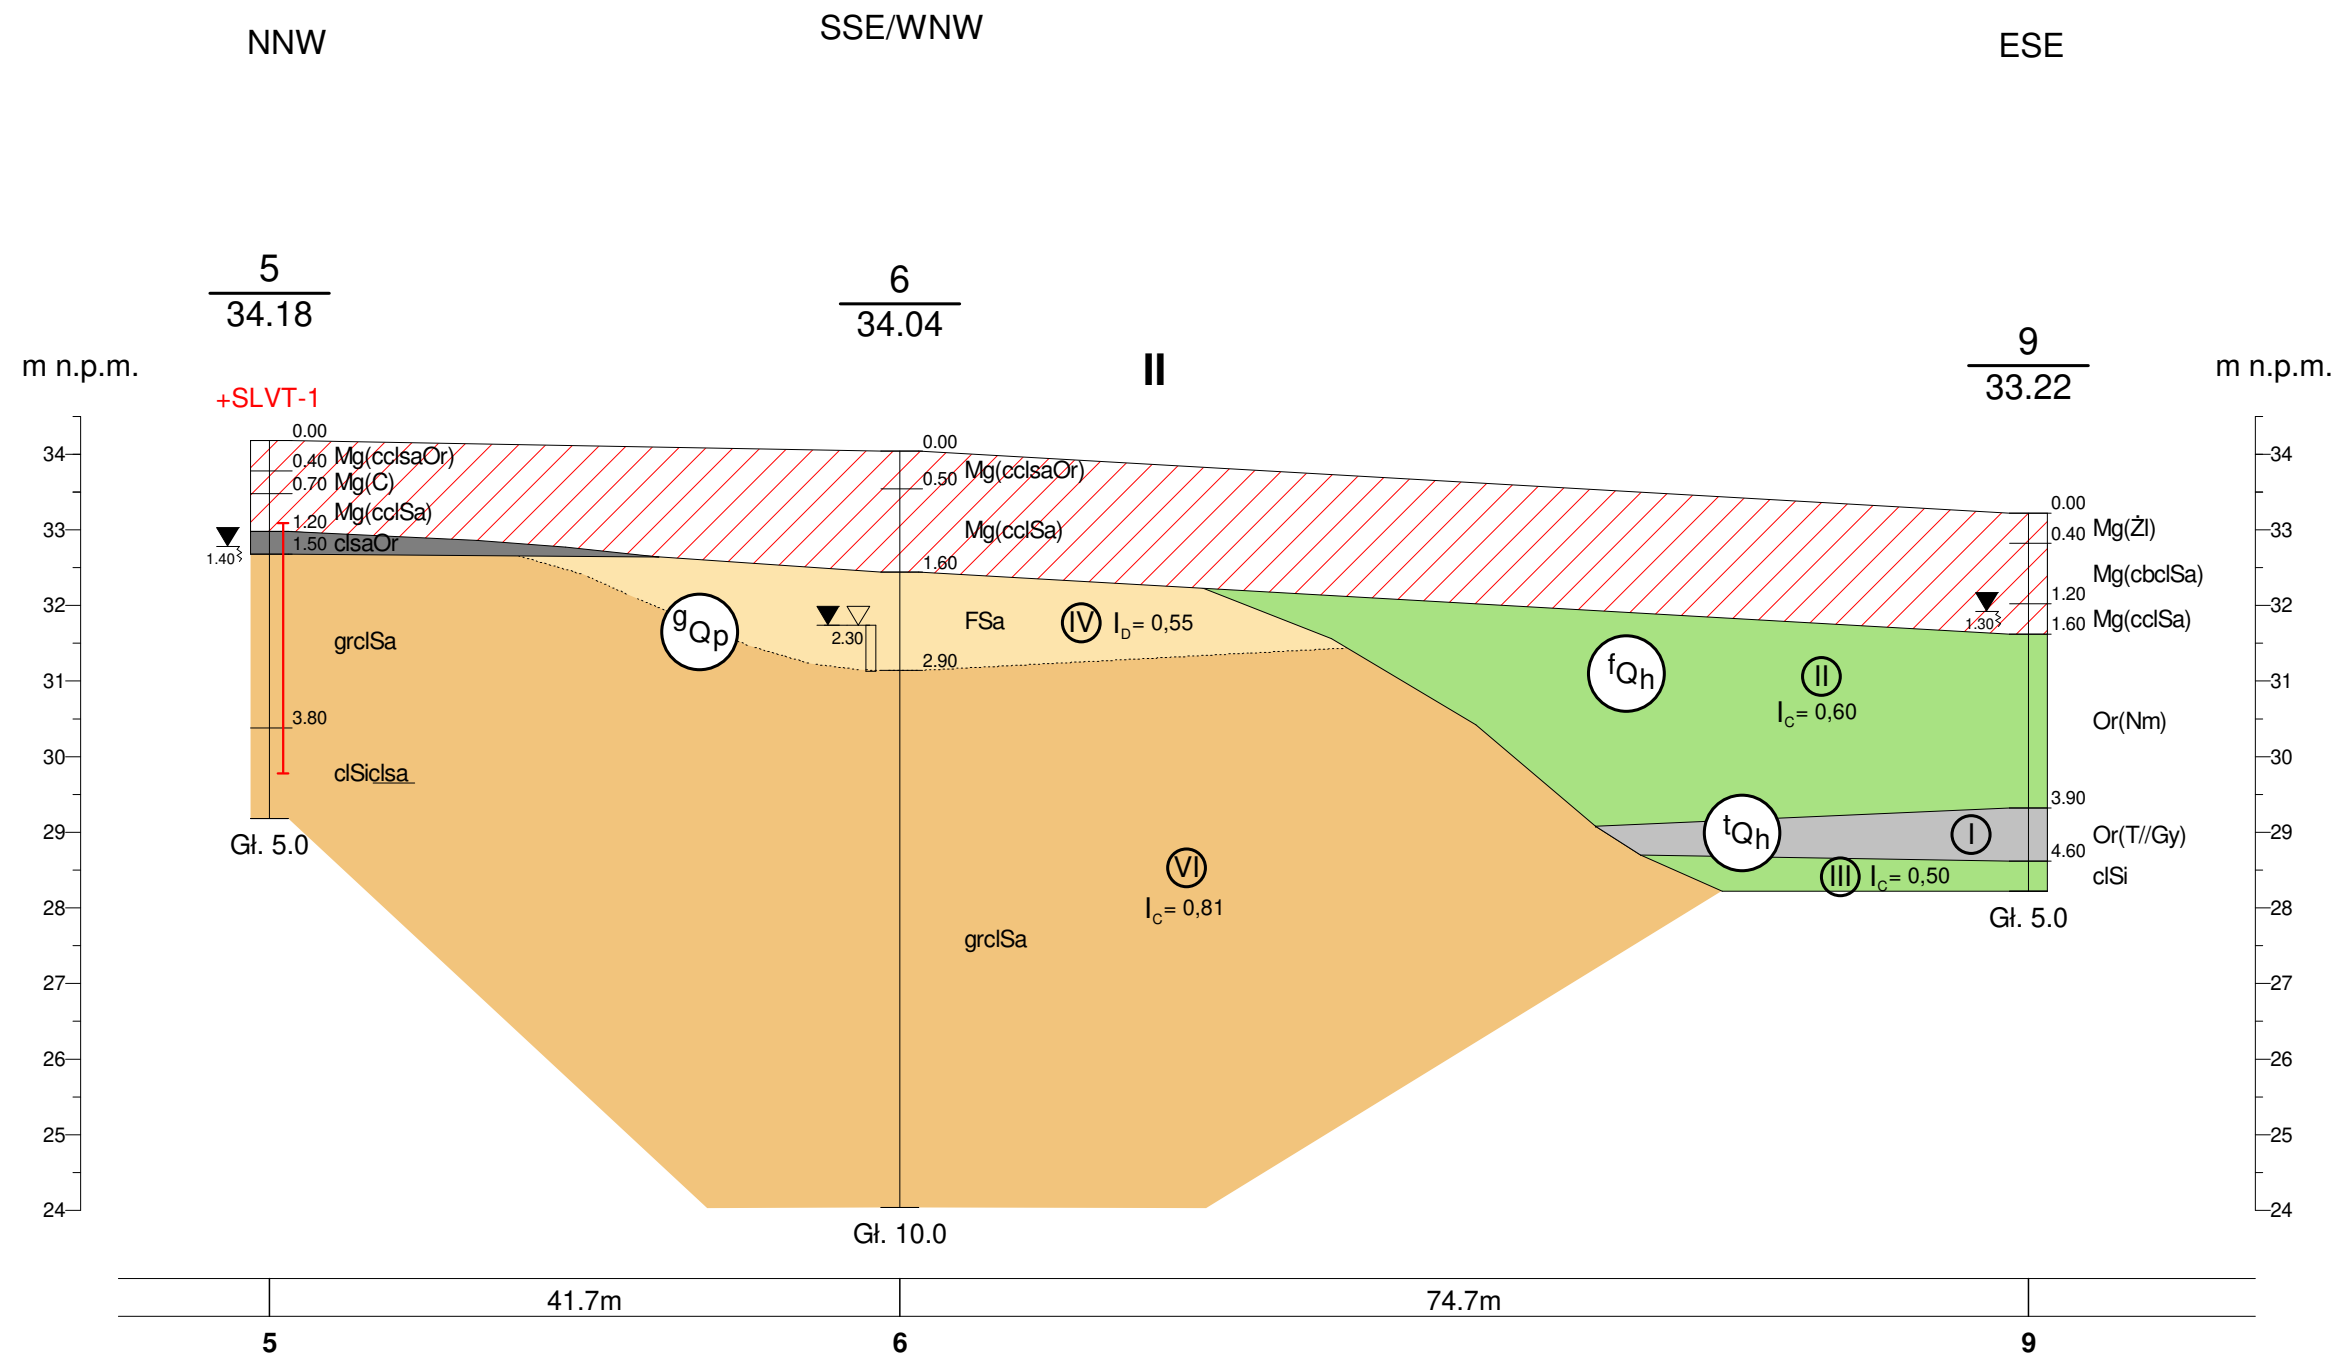 NNW
SSE/WNW
ESE
5
34.18
6
34.04
9
33.22
II
m n.p.m.
m n.p.m.
+SLVT-1
34
33
32
31
30
29
28
27
26
25
24
0.00
0.40
0.70
1.20
1.50
3.80
Mg(cclsaOr)
Mg(C)
Mg(cclSa)
clsaOr
grclSa
clSiclsa
1.40
Gł. 5.0
0.00
0.50
1.60
2.90
Mg(cclsaOr)
Mg(cclSa)
FSa
grclSa
2.30
gQp
IV
ID= 0,55
VI
IC= 0,81
Gł. 10.0
fQh
II
IC= 0,60
tQh
I
III
IC= 0,50
0.00
0.40
1.20
1.60
3.90
4.60
Mg(Żl)
Mg(cbclSa)
Mg(cclSa)
Or(Nm)
Or(T//Gy)
clSi
1.30
Gł. 5.0
34
33
32
31
30
29
28
27
26
25
24
41.7m
74.7m
5
6
9